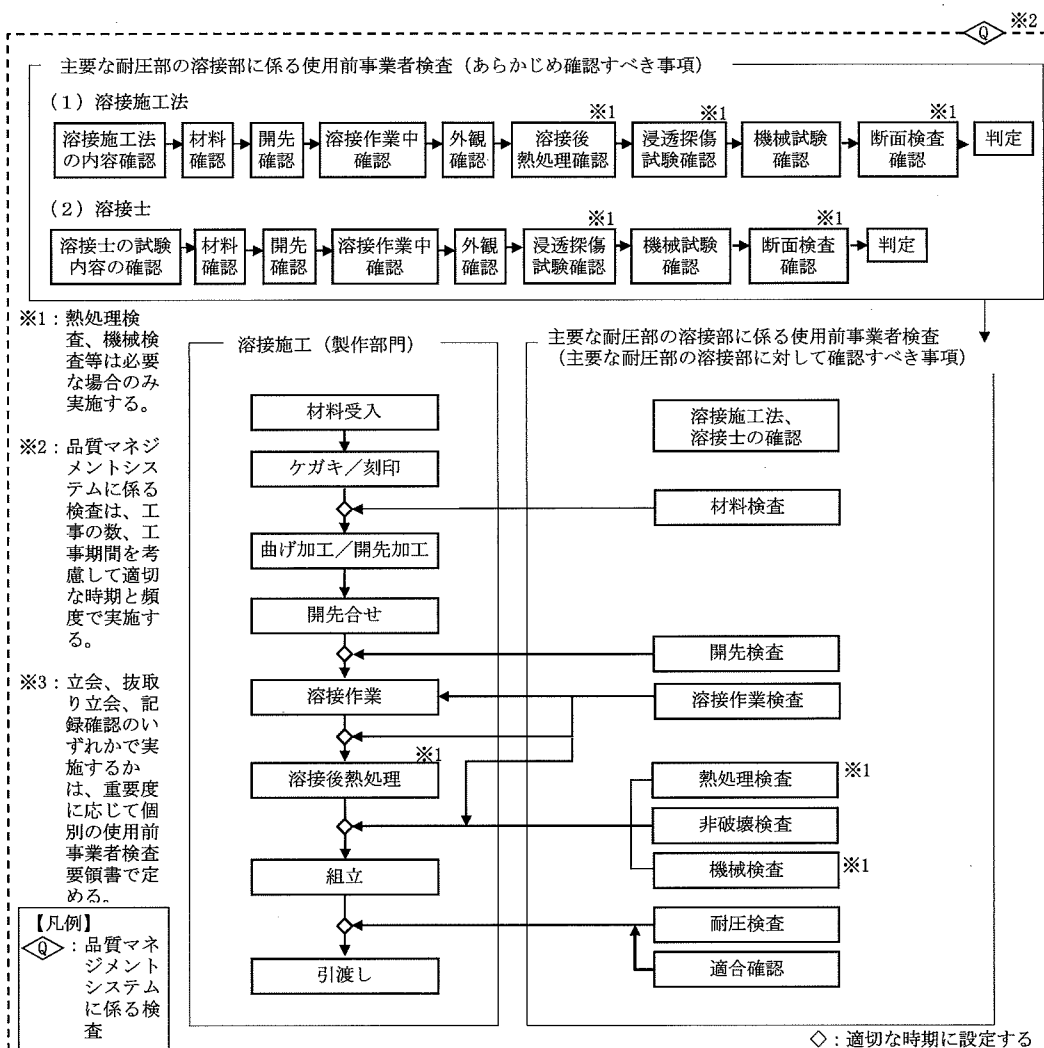 Q ※2
主要な耐圧部の溶接部に係る使用前事業者検査（あらかじめ確認すべき事項）
（1）溶接施工法
溶接施工法
の内容確認
材料
確認
開先
確認
溶接作業中
確認
外観
確認
※1
溶接後
熱処理確認
※1
浸透探傷
試験確認
機械試験
確認
※1
断面検査
確認
判定
（2）溶接士
溶接士の試験
内容の確認
材料
確認
開先
確認
溶接作業中
確認
外観
確認
※1
浸透探傷
試験確認
機械試験
確認
※1
断面検査
確認
判定
※1：熱処理検
査、機械検
査等は必要
な場合のみ
実施する。
※2：品質マネジ
メントシス
テムに係る
検査は、工
事の数、工
事期間を考
慮して適切
な時期と頻
度で実施す
る。
※3：立会、抜取
り立会、記
録確認のい
ずれかで実
施するか
は、重要度
に応じて個
別の使用前
事業者検査
要領書で定
める。
【凡例】
Q：品質マネ
ジメント
システム
に係る検
査
溶接施工（製作部門）
材料受入
ケガキ／刻印
曲げ加工／開先加工
開先合せ
溶接作業
※1
溶接後熱処理
組立
引渡し
主要な耐圧部の溶接部に係る使用前事業者検査
（主要な耐圧部の溶接部に対して確認すべき事項）
溶接施工法、
溶接士の確認
材料検査
開先検査
溶接作業検査
熱処理検査 ※1
非破壊検査
機械検査 ※1
耐圧検査
適合確認
◇：適切な時期に設定する